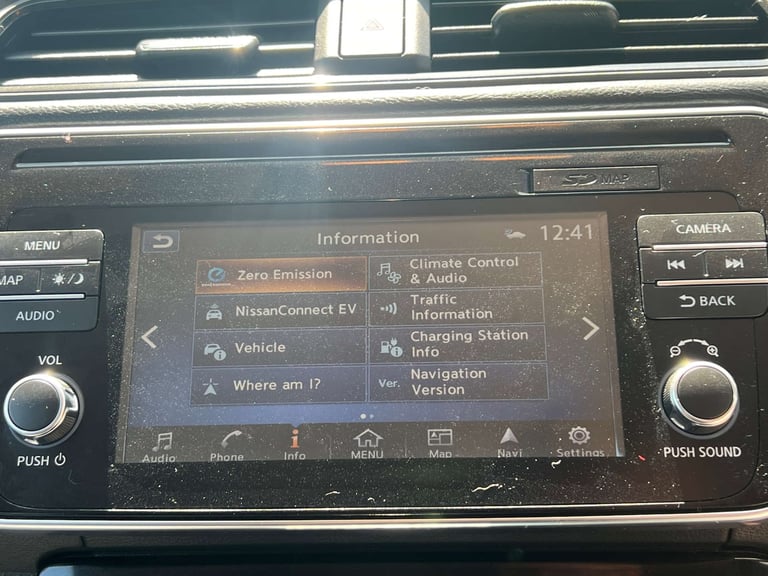 SD MAP
MENU
MAP
AUDIO
VOL
PUSH
Information
12:41
Zero Emission
Climate Control
& Audio
NissanConnect EV
Traffic
Information
Vehicle
Charging Station
Info
Where am I?
Ver.
Navigation
Version
Audio
Phone
Info
MENU
Map
Navi
Settings
CAMERA
BACK
PUSH SOUND